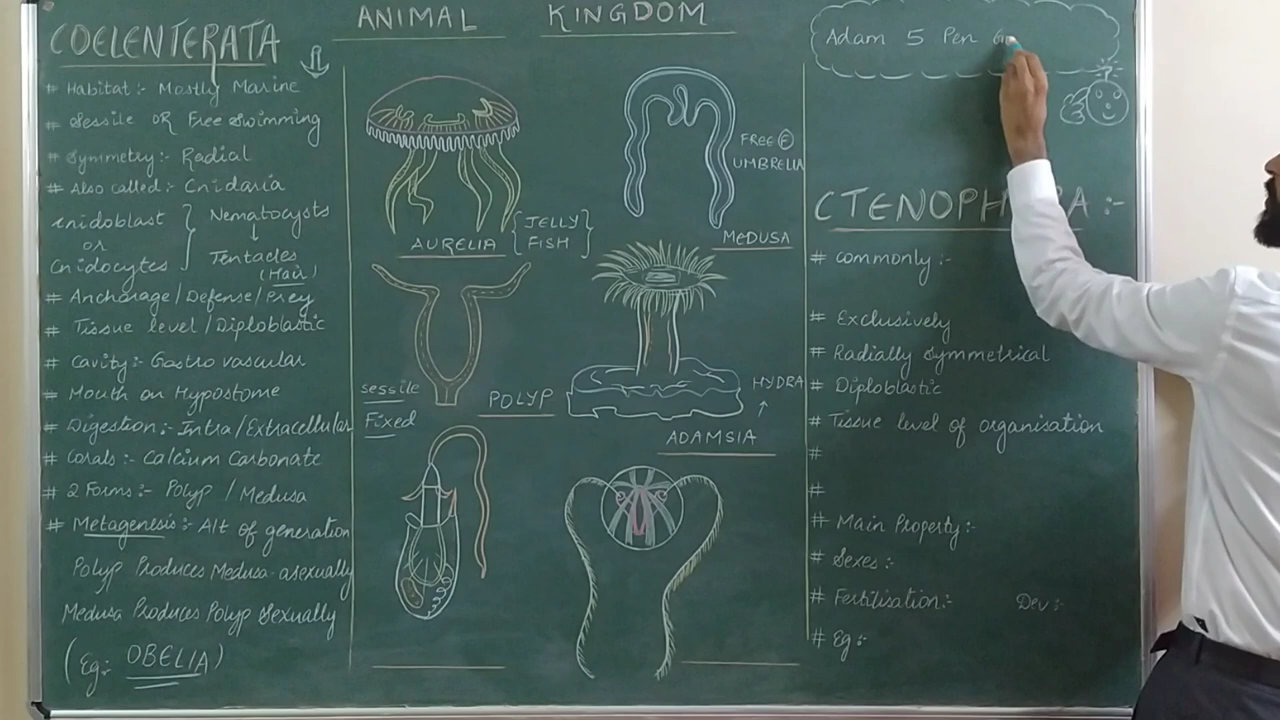 ANIMAL KINGDOM
COELENTERATA
# Habitat:- Mostly Marine
# Sessile OR Free Swimming
# Symmetry:- Radial
# Also called:- Cnidaria
Cnidoblast
or
Cnidocytes
Nematocysts
Tentacles
(Hair)
# Anchorage/Defense/Prey
# Tissue level/Diploblastic
# Cavity:- Gastro vascular
# Mouth on Hypostome
# Digestion:- Intra/Extracellular
# Corals:- Calcium Carbonate
# 2 Forms:- Polyp / Medusa
# Metagenesis:- Alt of generation
Polyp Produces Medusa asexually
Medusa Produces Polyp Sexually
(Eg:- OBELIA)
AURELIA {JELLY
FISH}
FREE E
UMBRELIA
MEDUSA
sessile
Fixed
POLYP
HYDRA
ADAMSIA
Adam 5 Pen
?
CTENOPHORA:-
# Commonly:-
# Exclusively
# Radially Symmetrical
# Diploblastic
# Tissue level of organisation
#
#
# Main Property:-
# Sexes:-
# Fertilisation:- Dev:-
# Eg:-